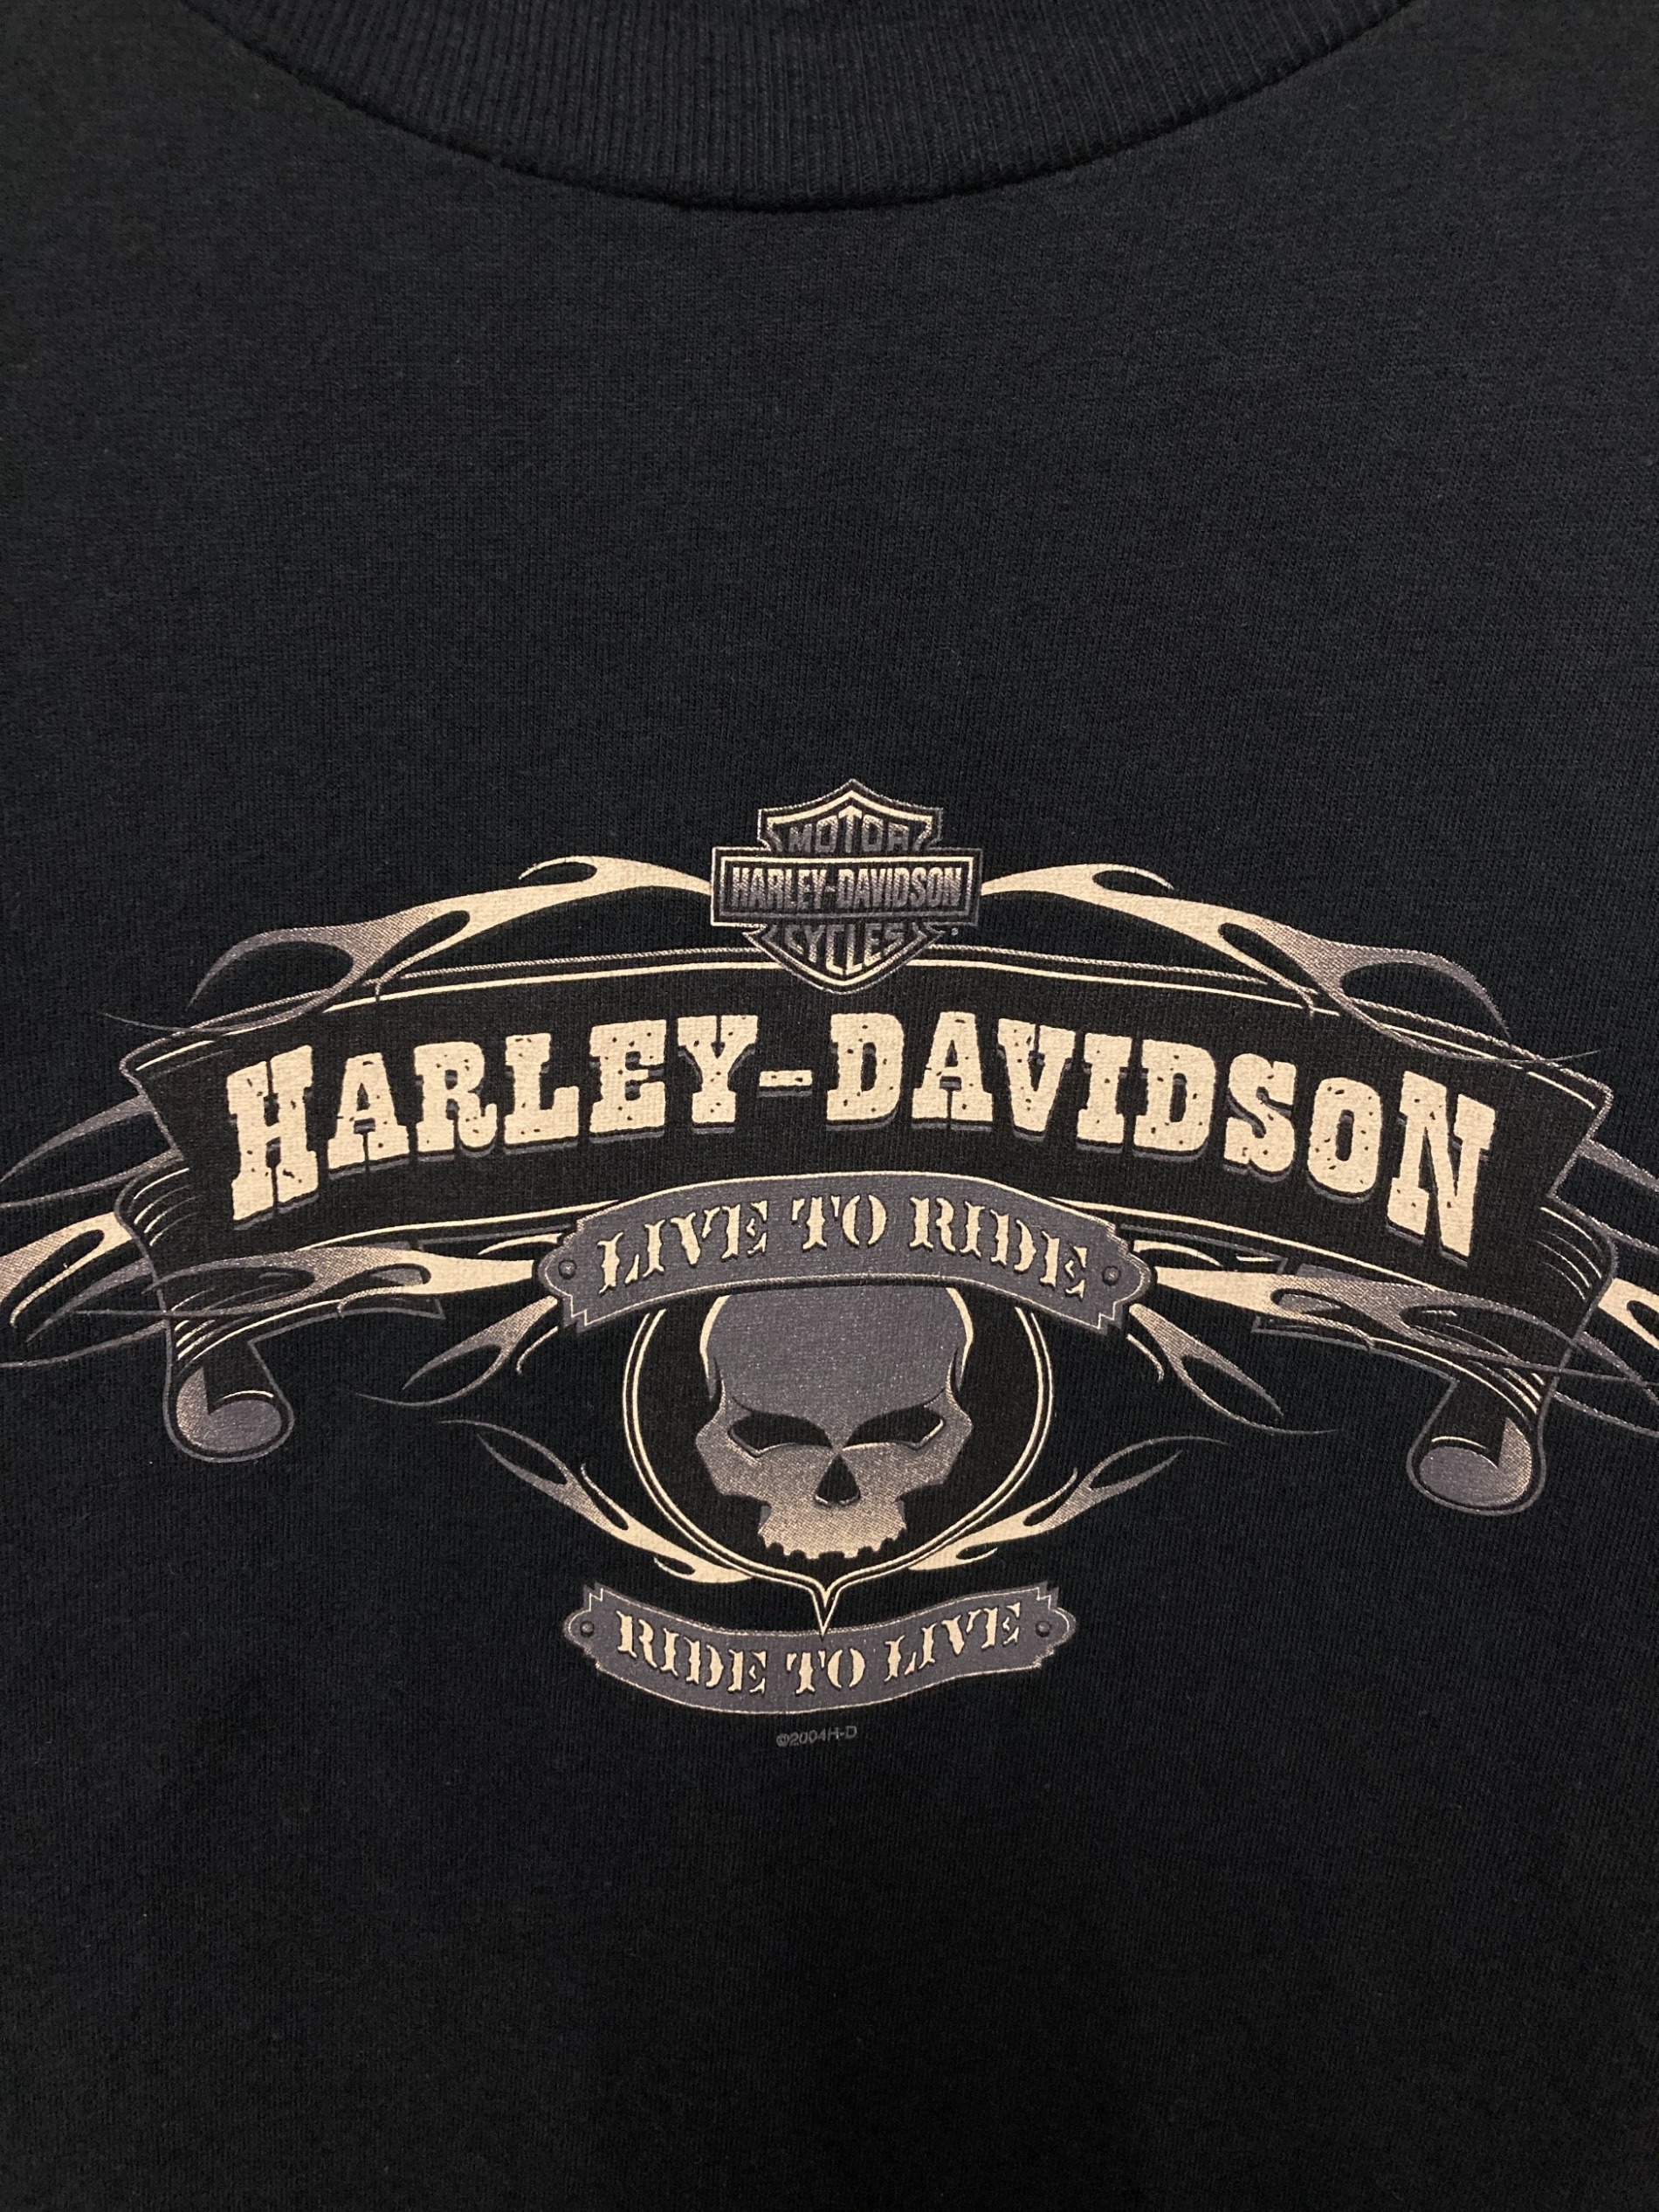 MOTOR
HARLEY-DAVIDSON
CYCLES
HARLEY-DAVIDSON
LIVE TO RIDE
RIDE TO LIVE
©2004H-D